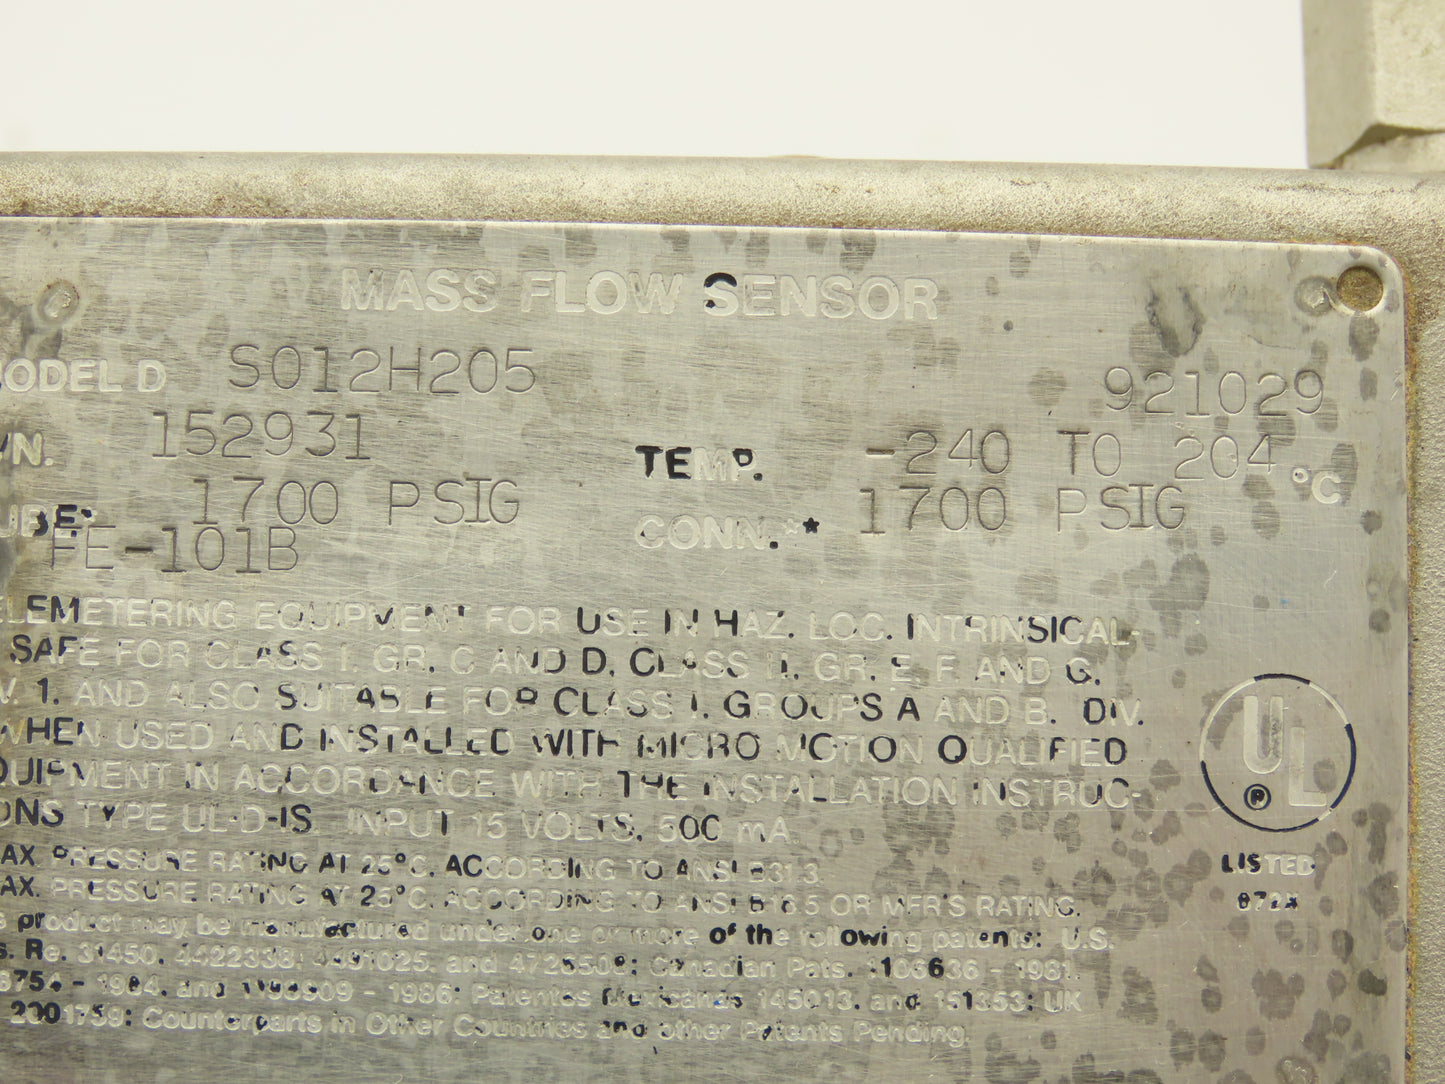 MASS FLOW SENSOR
MODEL D S012H205 921029
/N. 152931 TEMP. -240 TO 204 °C
UBE* 1700 PSIG CONN.** 1700 PSIG
FE-101B
ELEMETERING EQUIPMENT FOR USE IN HAZ. LOC. INTRINSICAL-
SAFE FOR CLASS I, GR. C AND D, CLASS II, GR. E, F, AND G,
V. 1. AND ALSO SUITABLE FOR CLASS I, GROUPS A AND B, DIV.
WHEN USED AND INSTALLED WITH MICRO MOTION QUALIFIED
QUIPMENT IN ACCORDANCE WITH THE INSTALLATION INSTRUC-
ONS TYPE UL-D-IS INPUT 15 VOLTS, 500 mA
AX. PRESSURE RATING AT 25°C, ACCORDING TO ANSI B31.3
AX. PRESSURE RATING AT 25°C, ACCORDING TO ANSI B16.5 OR MFR'S RATING.
s product may be manufactured under one or more of the following patents: U.S.
s. Re. 31450, 4422338; 4491025, and 4725508; Canadian Pats. 1106636 - 1981,
- 1984, and - 1986; Patentes Mexicanas 145013, and 151353; UK
2001759; Counterparts in Other Countries and other Patents Pending.
UL
®
LISTED
972X